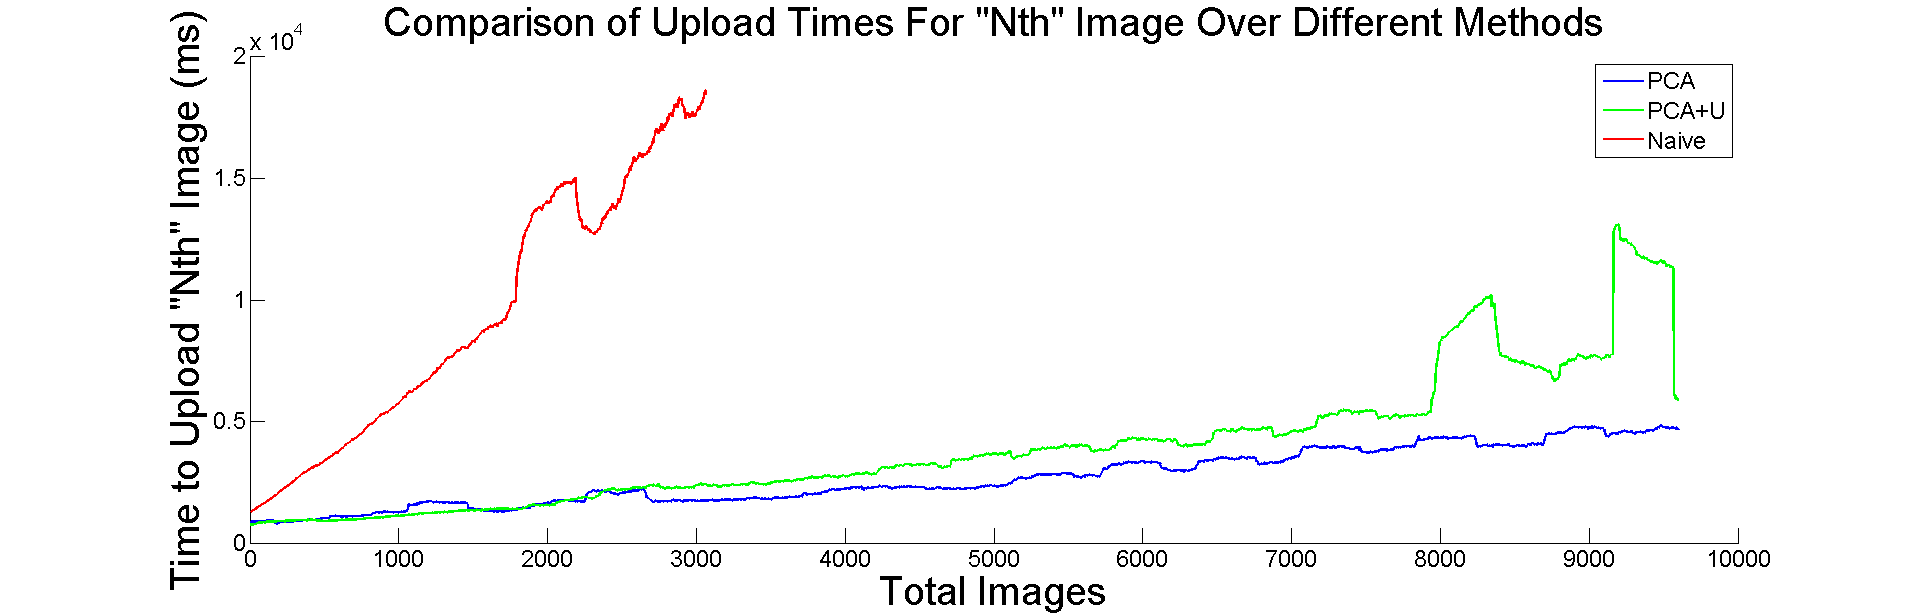 Comparison of Upload Times For "Nth" Image Over Different Methods
x 10^4
Time to Upload "Nth" Image (ms)
2
1.5
1
0.5
0
PCA
PCA+U
Naive
0 1000 2000 3000 4000 5000 6000 7000 8000 9000 10000
Total Images